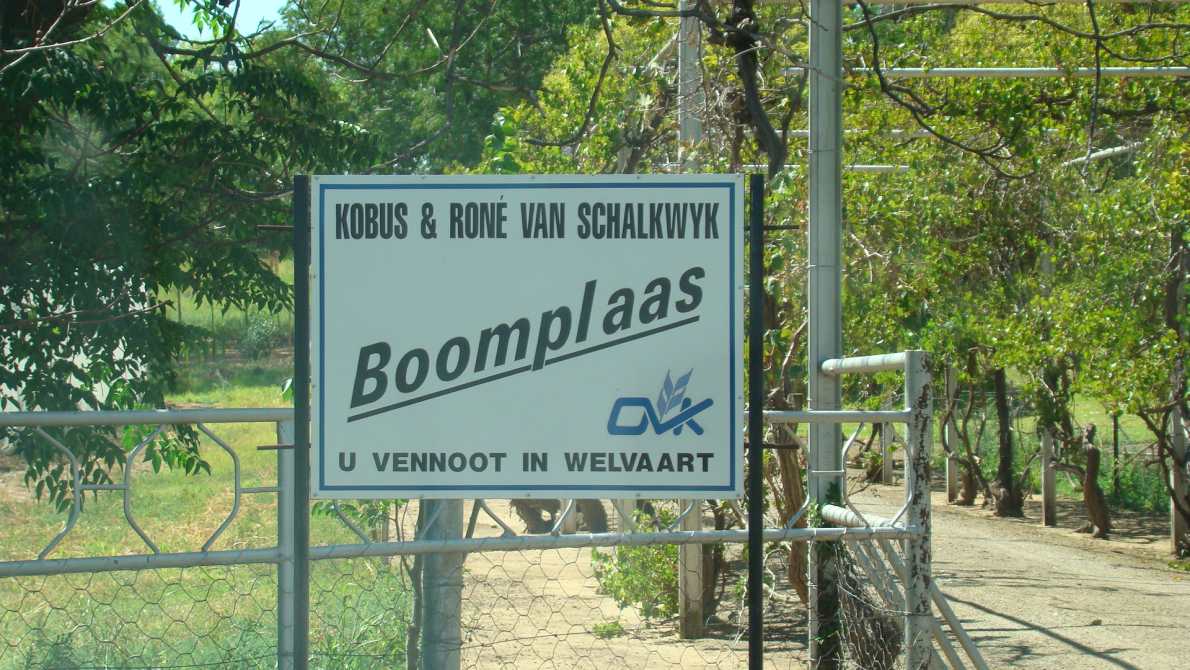 KOBUS & RONÉ VAN SCHALKWYK
Boomplaas
OVK
U VENNOOT IN WELVAART